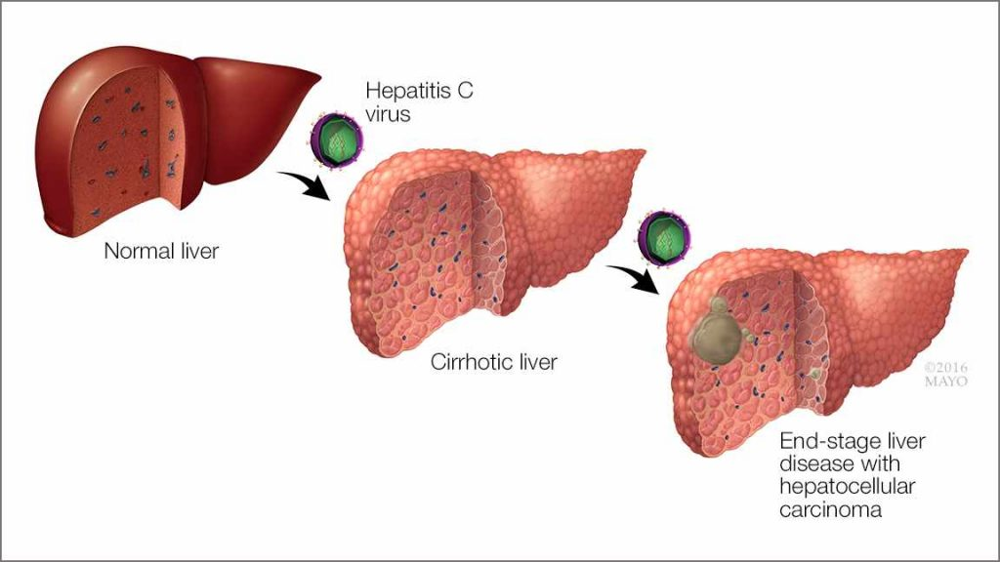 Hepatitis C
virus
Normal liver
Cirrhotic liver
©2016
MAYO
End-stage liver
disease with
hepatocellular
carcinoma